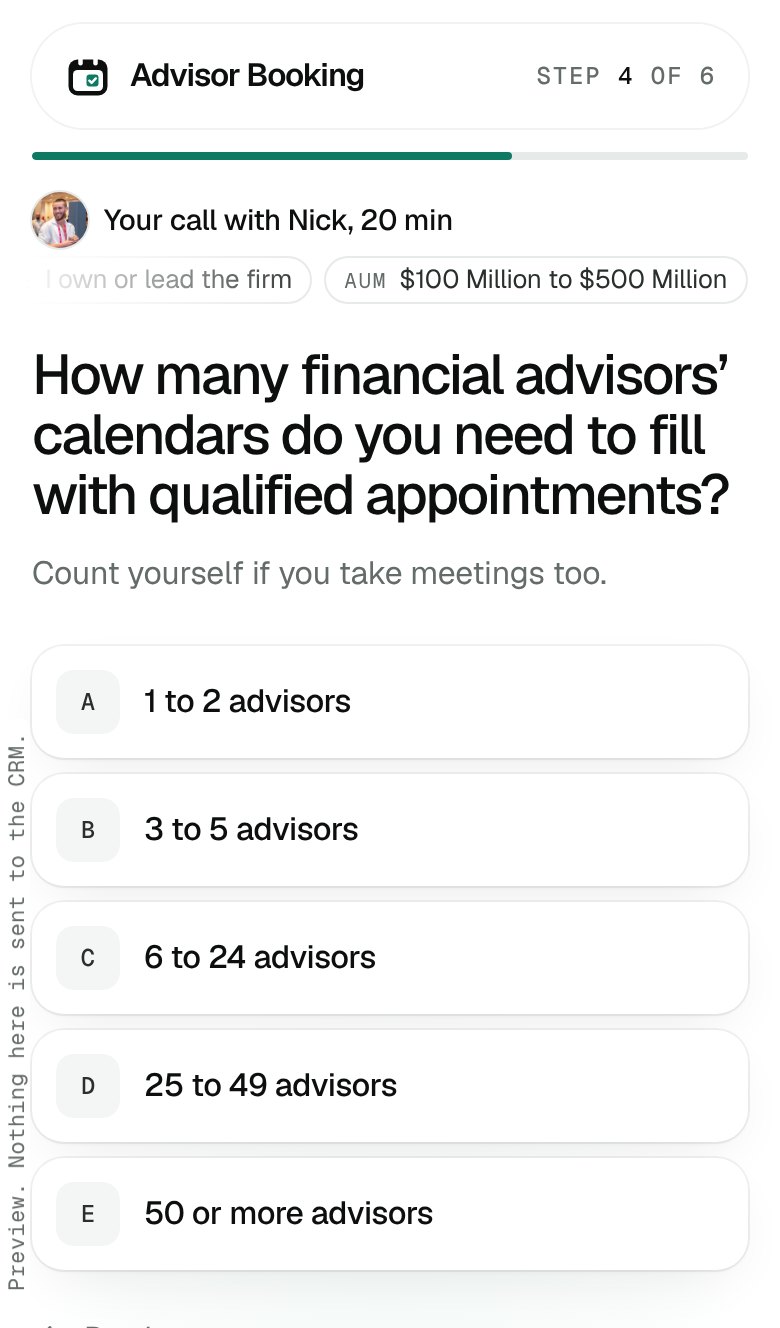 Advisor Booking
STEP 4 OF 6
Your call with Nick, 20 min
I own or lead the firm
AUM $100 Million to $500 Million
How many financial advisors’
calendars do you need to fill
with qualified appointments?
Count yourself if you take meetings too.
A 1 to 2 advisors
B 3 to 5 advisors
C 6 to 24 advisors
D 25 to 49 advisors
E 50 or more advisors
Preview. Nothing here is sent to the CRM.